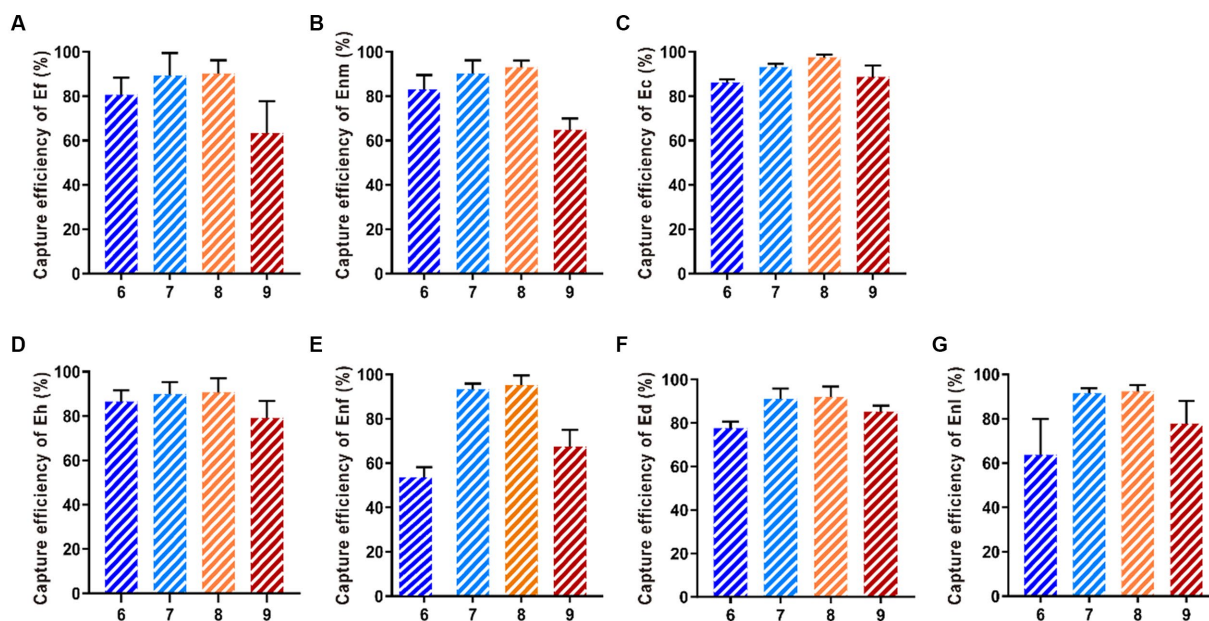 A
Capture efficiency of Ef (%)
100
80
60
40
20
0
6 7 8 9
B
Capture efficiency of Enm (%)
100
80
60
40
20
0
6 7 8 9
C
Capture efficiency of Ec (%)
100
80
60
40
20
0
6 7 8 9
D
Capture efficiency of Eh (%)
100
80
60
40
20
0
6 7 8 9
E
Capture efficiency of Enf (%)
100
80
60
40
20
0
6 7 8 9
F
Capture efficiency of Ed (%)
100
80
60
40
20
0
6 7 8 9
G
Capture efficiency of Enl (%)
100
80
60
40
20
0
6 7 8 9